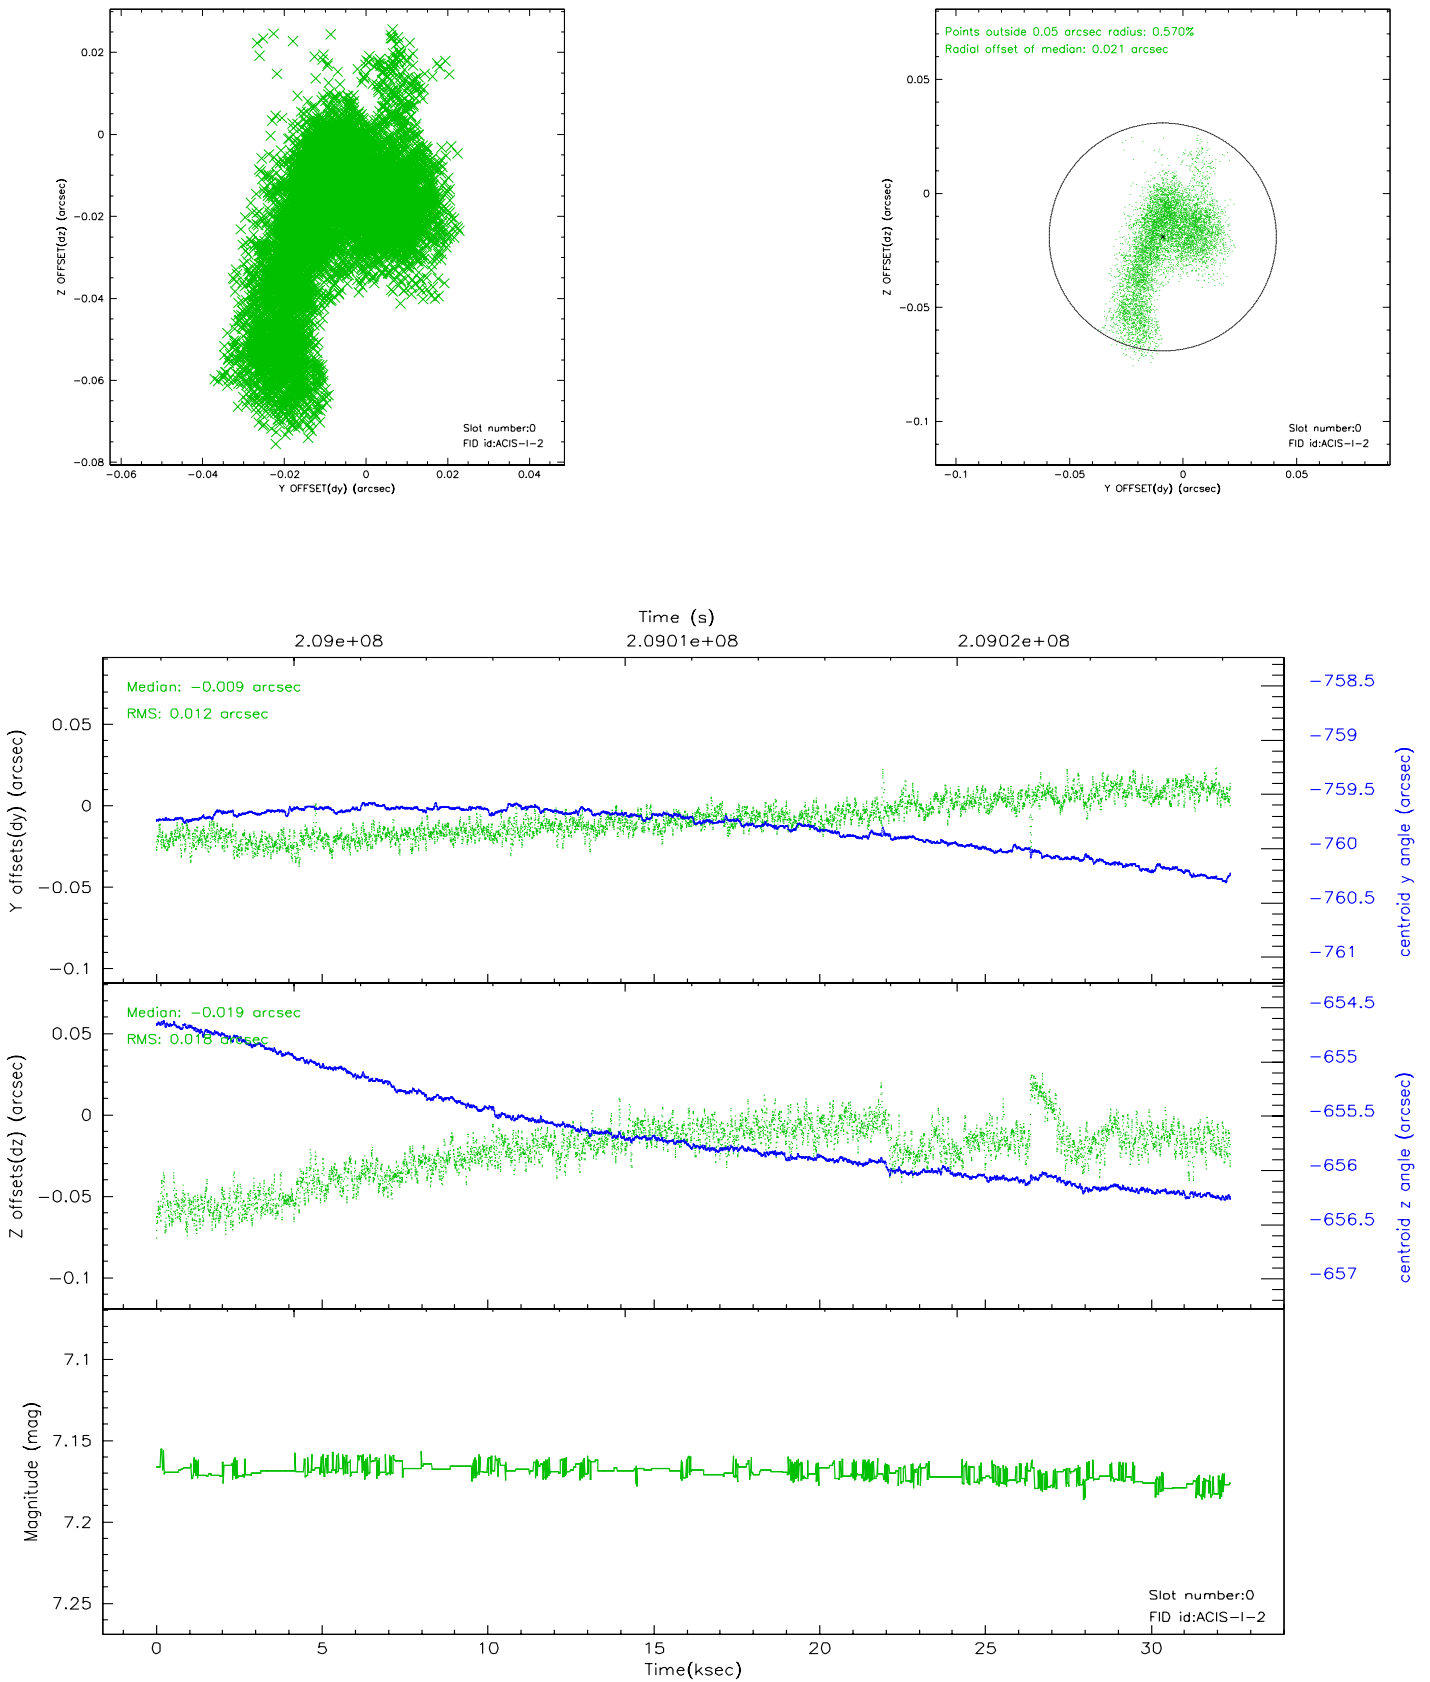 0.02
0
-0.02
-0.04
-0.06
-0.08
Z OFFSET(dz) (arcsec)
Slot number:0
FID id:ACIS-I-2
-0.06
-0.04
-0.02
0
0.02
0.04
Y OFFSET(dy) (arcsec)
Points outside 0.05 arcsec radius: 0.570%
Radial offset of median: 0.021 arcsec
0.05
0
-0.05
-0.1
Z OFFSET(dz) (arcsec)
Slot number:0
FID id:ACIS-I-2
-0.1
-0.05
0
0.05
Y OFFSET(dy) (arcsec)
Time (s)
2.09e+08
2.0901e+08
2.0902e+08
Median: -0.009 arcsec
RMS: 0.012 arcsec
0.05
0
-0.05
-0.1
Y offsets(dy) (arcsec)
-758.5
-759
-759.5
-760
-760.5
-761
centroid y angle (arcsec)
Median: -0.019 arcsec
RMS: 0.018 arcsec
0.05
0
-0.05
-0.1
Z offsets(dz) (arcsec)
-654.5
-655
-655.5
-656
-656.5
-657
centroid z angle (arcsec)
7.1
7.15
7.2
7.25
Magnitude (mag)
Slot number:0
FID id:ACIS-I-2
0
5
10
15
20
25
30
Time(ksec)